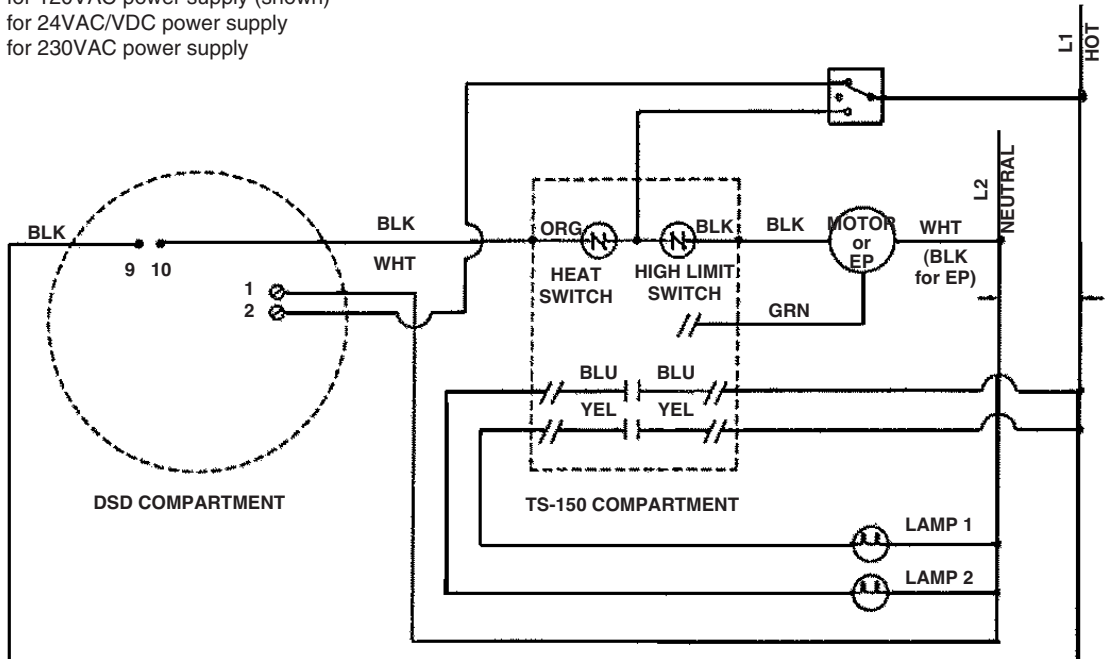 for 120VAC power supply (shown)
for 24VAC/VDC power supply
for 230VAC power supply
L1
HOT
L2
NEUTRAL
BLK
9 10
BLK
WHT
1
2
ORG
BLK
HEAT
SWITCH
HIGH LIMIT
SWITCH
BLK
MOTOR
or
EP
WHT
(BLK
for EP)
GRN
BLU BLU
YEL YEL
DSD COMPARTMENT
TS-150 COMPARTMENT
LAMP 1
LAMP 2